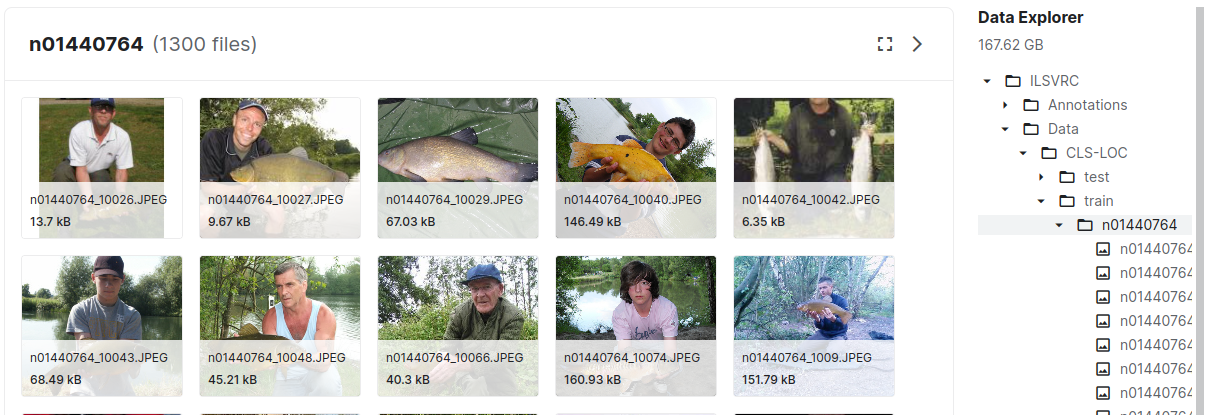 n01440764 (1300 files)
n01440764_10026.JPEG
13.7 kB
n01440764_10027.JPEG
9.67 kB
n01440764_10029.JPEG
67.03 kB
n01440764_10040.JPEG
146.49 kB
n01440764_10042.JPEG
6.35 kB
n01440764_10043.JPEG
68.49 kB
n01440764_10048.JPEG
45.21 kB
n01440764_10066.JPEG
40.3 kB
n01440764_10074.JPEG
160.93 kB
n01440764_1009.JPEG
151.79 kB
Data Explorer
167.62 GB
ILSVRC
Annotations
Data
CLS-LOC
test
train
n01440764
n01440764
n01440764
n01440764
n01440764
n01440764
n01440764
n01440764